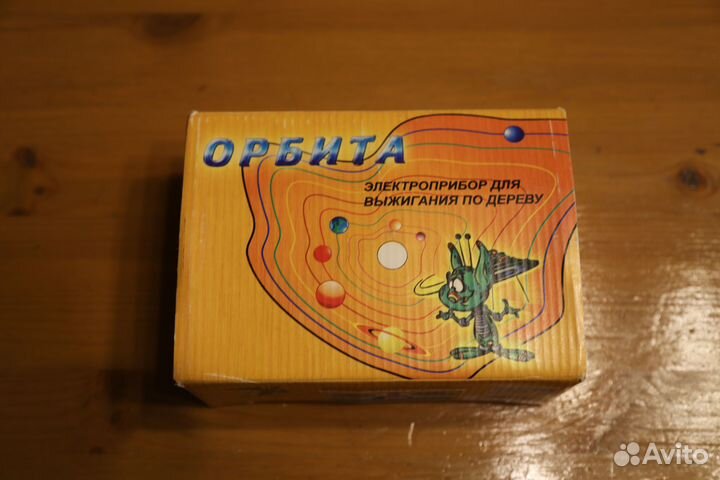 ОРБИТА
ЭЛЕКТРОПРИБОР ДЛЯ
ВЫЖИГАНИЯ ПО ДЕРЕВУ
Avito